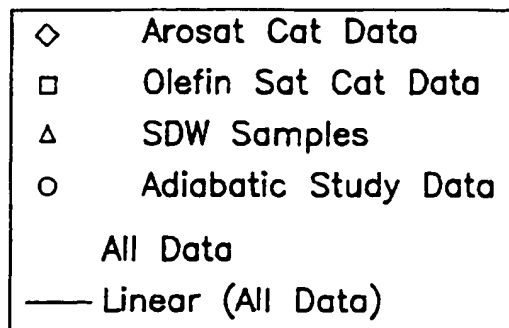 Arosat Cat Data
Olefin Sat Cat Data
SDW Samples
Adiabatic Study Data
All Data
Linear (All Data)